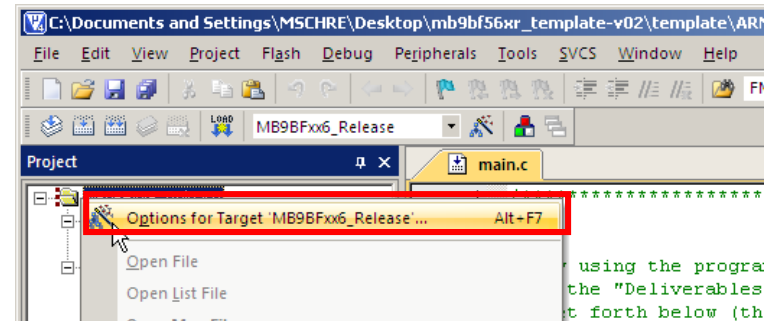 C:\Documents and Settings\MSCHRE\Desktop\mb9bf56xr_template-v02\template\ARM
File Edit View Project Flash Debug Peripherals Tools SVCS Window Help
LOAD MB9BFxx6_Release
Project main.c
Options for Target 'MB9BFxx6_Release'... Alt+F7
Open File using the program
Open List File the "Deliverables
forth below (th